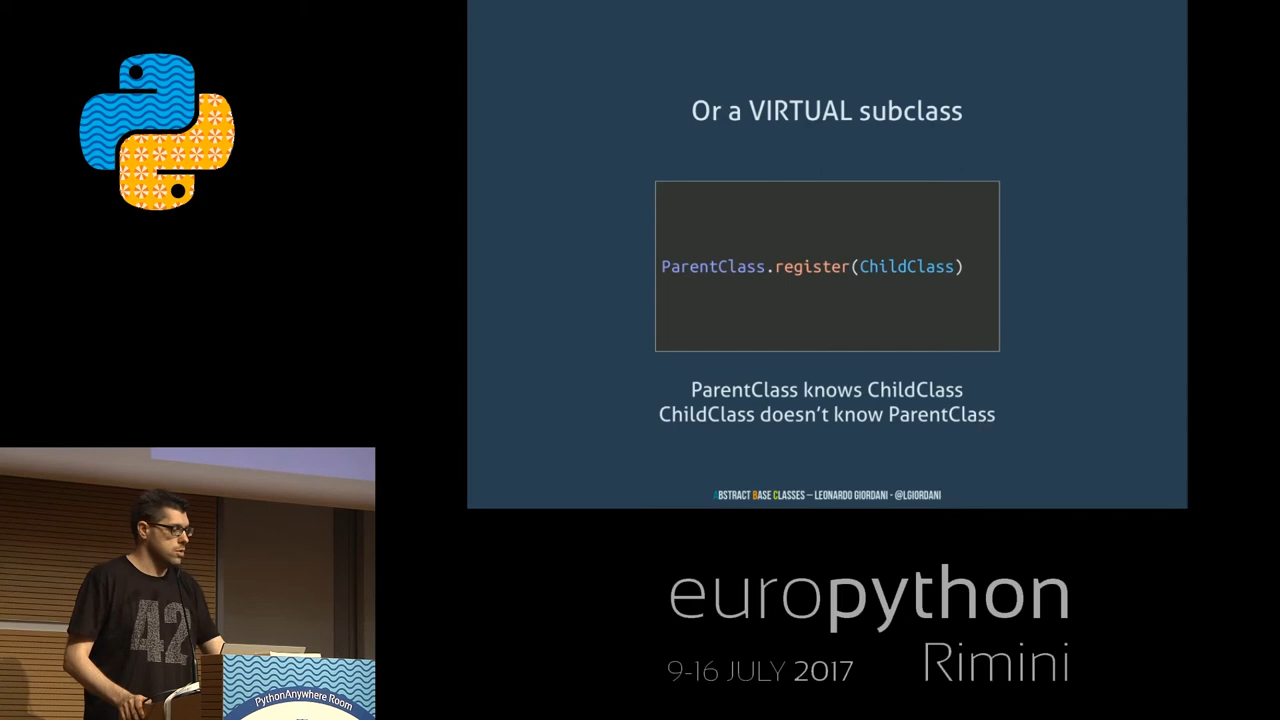 Or a VIRTUAL subclass
ParentClass.register(ChildClass)
ParentClass knows ChildClass
ChildClass doesn't know ParentClass
ABSTRACT BASE CLASSES – LEONARDO GIORDANI - @LGIORDANI
42
PythonAnywhere Room
europython
Rimini
9-16 JULY 2017